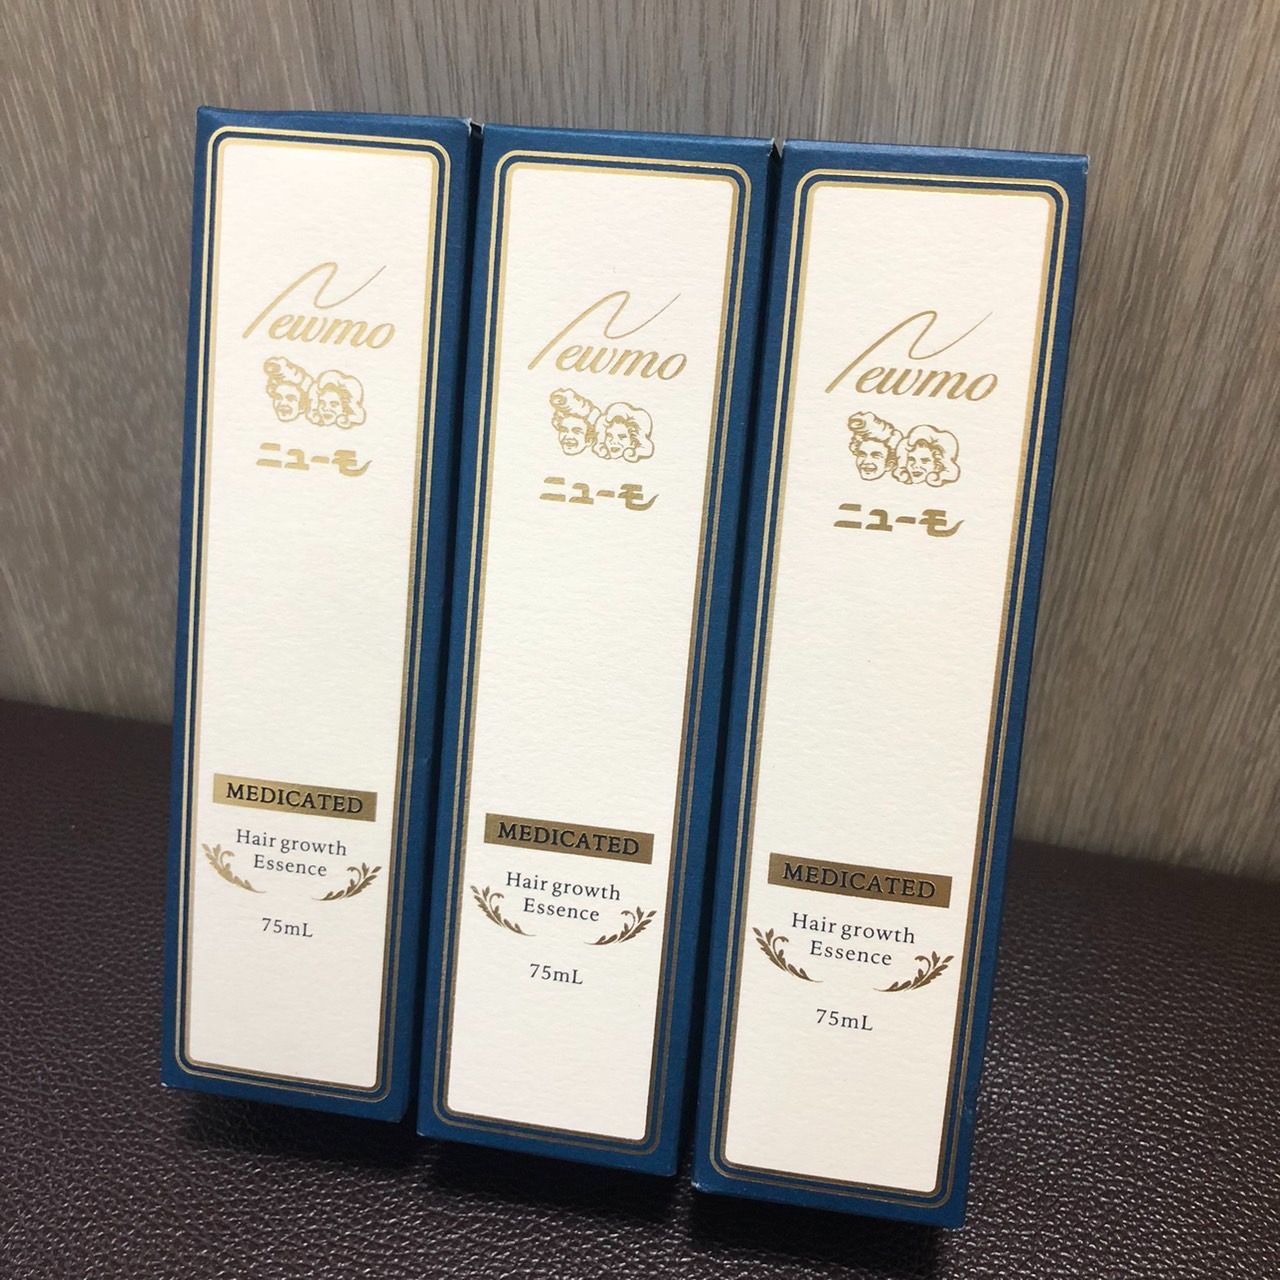 Newmo
ニューモ
MEDICATED
Hair growth
Essence
75mL
Newmo
ニューモ
MEDICATED
Hair growth
Essence
75mL
Newmo
ニューモ
MEDICATED
Hair growth
Essence
75mL